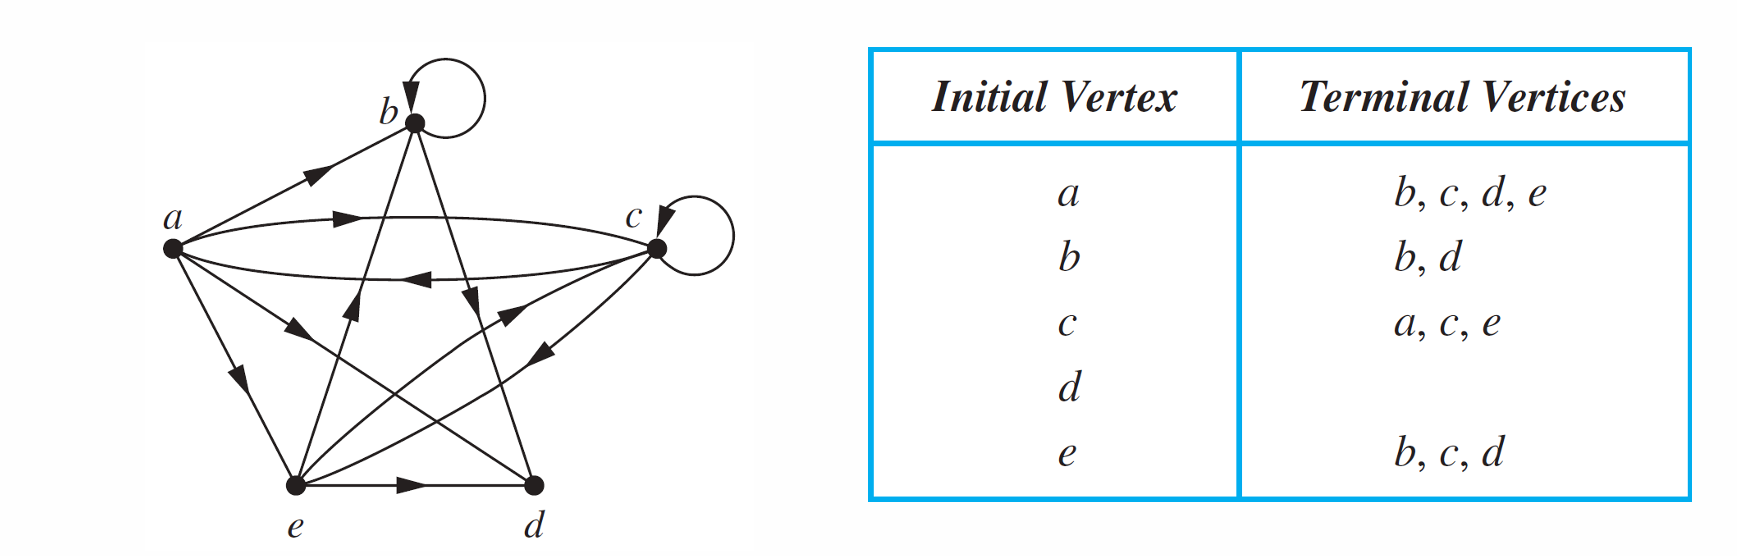 b
a
c
e
d
Initial Vertex Terminal Vertices
a b, c, d, e
b b, d
c a, c, e
d
e b, c, d